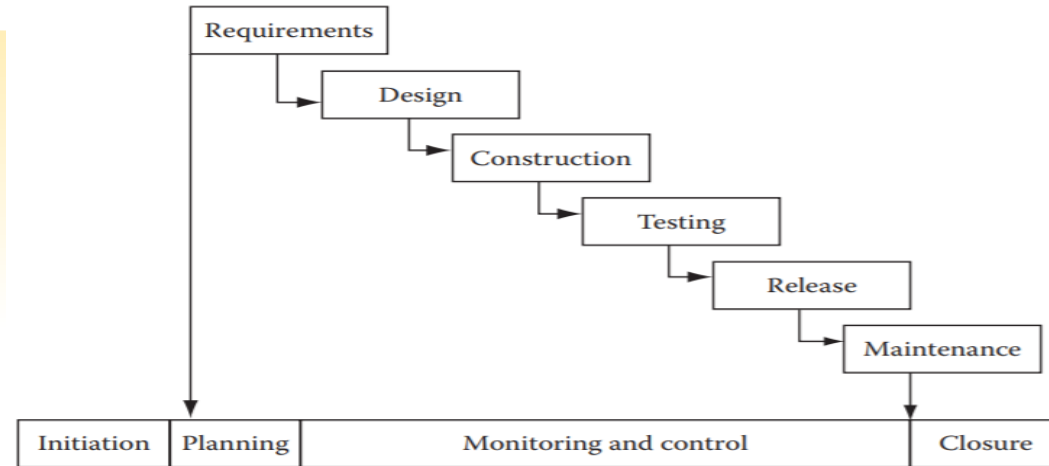 Requirements
Design
Construction
Testing
Release
Maintenance
Initiation Planning Monitoring and control Closure